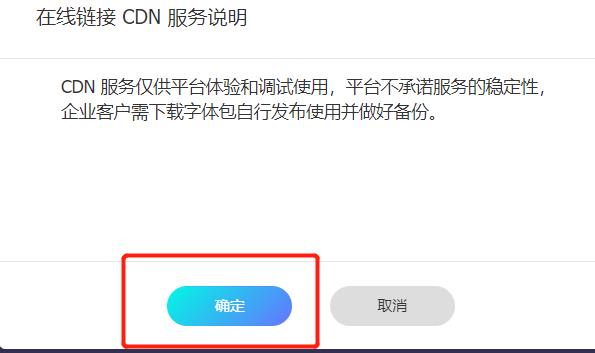 在线链接 CDN 服务说明
CDN 服务仅供平台体验和调试使用，平台不承诺服务的稳定性，
企业客户需下载字体包自行发布使用并做好备份。
确定
取消